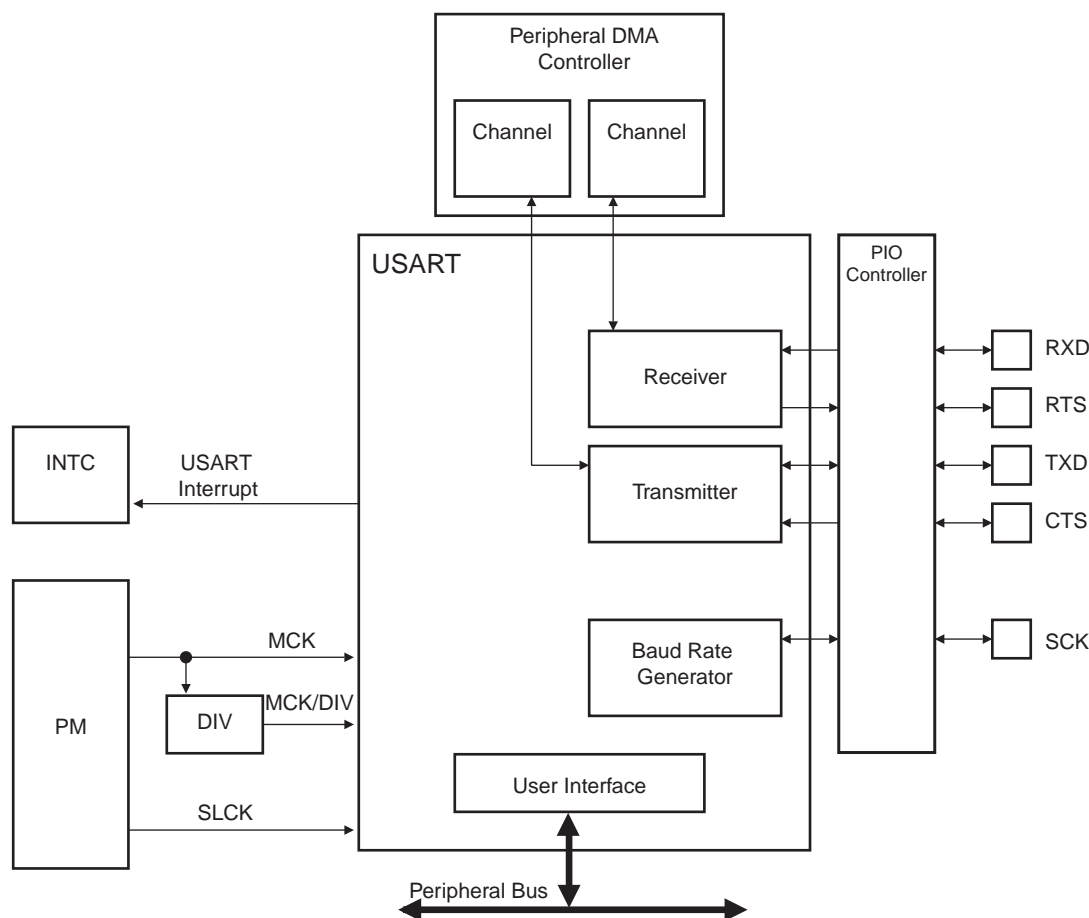 Peripheral DMA
Controller
Channel
Channel
USART
PIO
Controller
Receiver
RXD
RTS
INTC
USART
Interrupt
Transmitter
TXD
CTS
MCK
Baud Rate
Generator
SCK
PM
DIV
MCK/DIV
User Interface
SLCK
Peripheral Bus